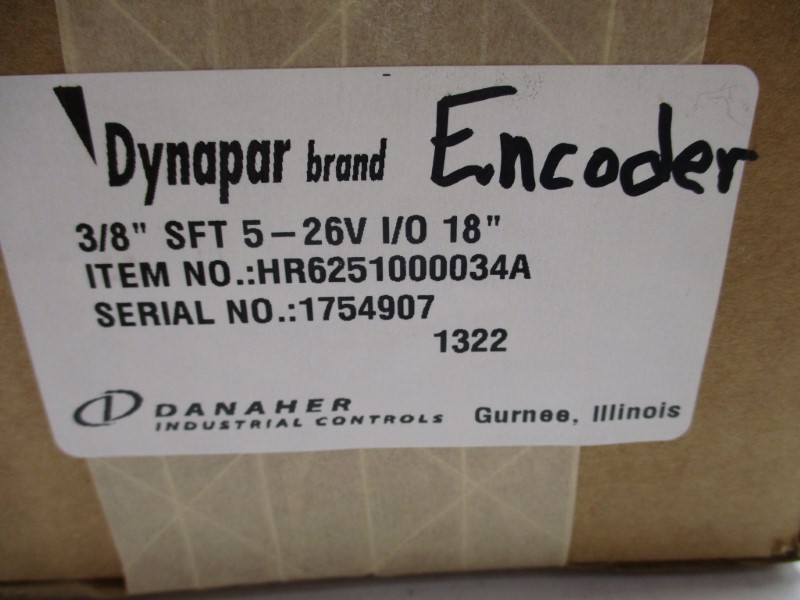 Dynapar brand Encoder
3/8" SFT 5-26V I/O 18"
ITEM NO.:HR6251000034A
SERIAL NO.:1754907
1322
DANAHER
INDUSTRIAL CONTROLS Gurnee, Illinois